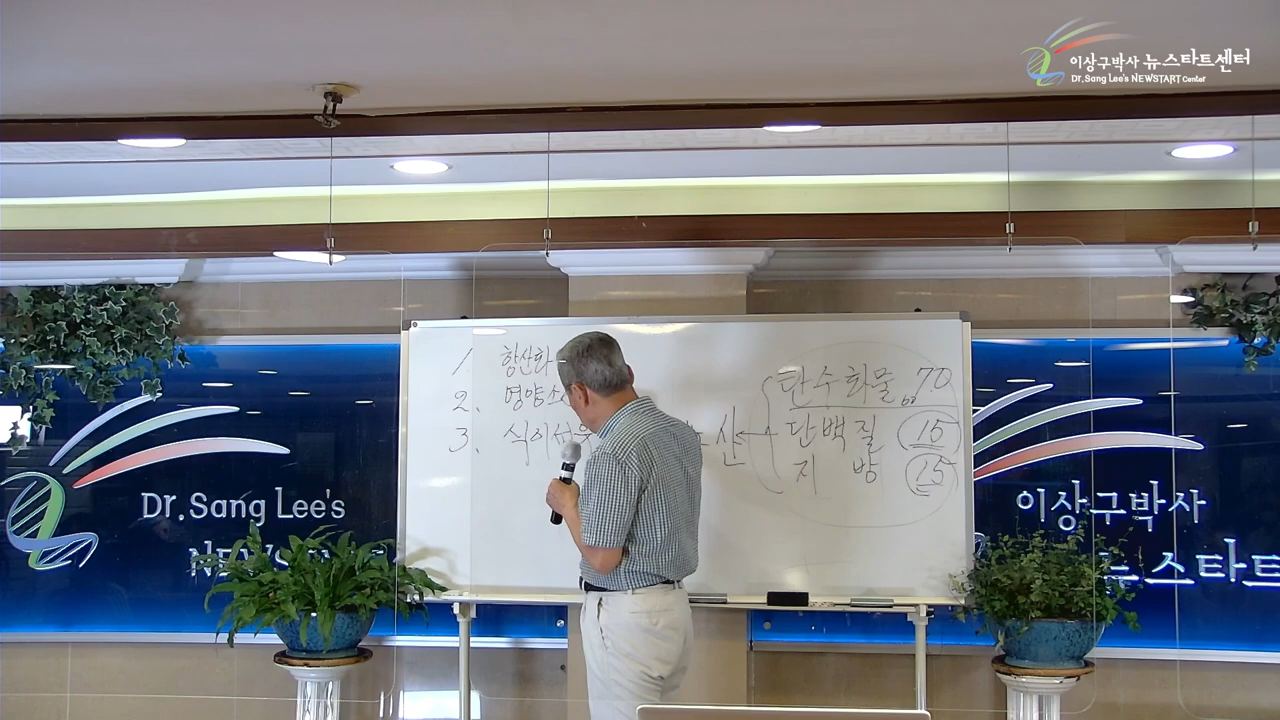 이상구박사 뉴스타트센터
Dr. Sang Lee's NEWSTART Center
1. 항산화
2. 영양소
3. 식이섬유
산
탄수화물 70
단백질 15
지방 15
Dr. Sang Lee's
이상구박사
뉴스타트